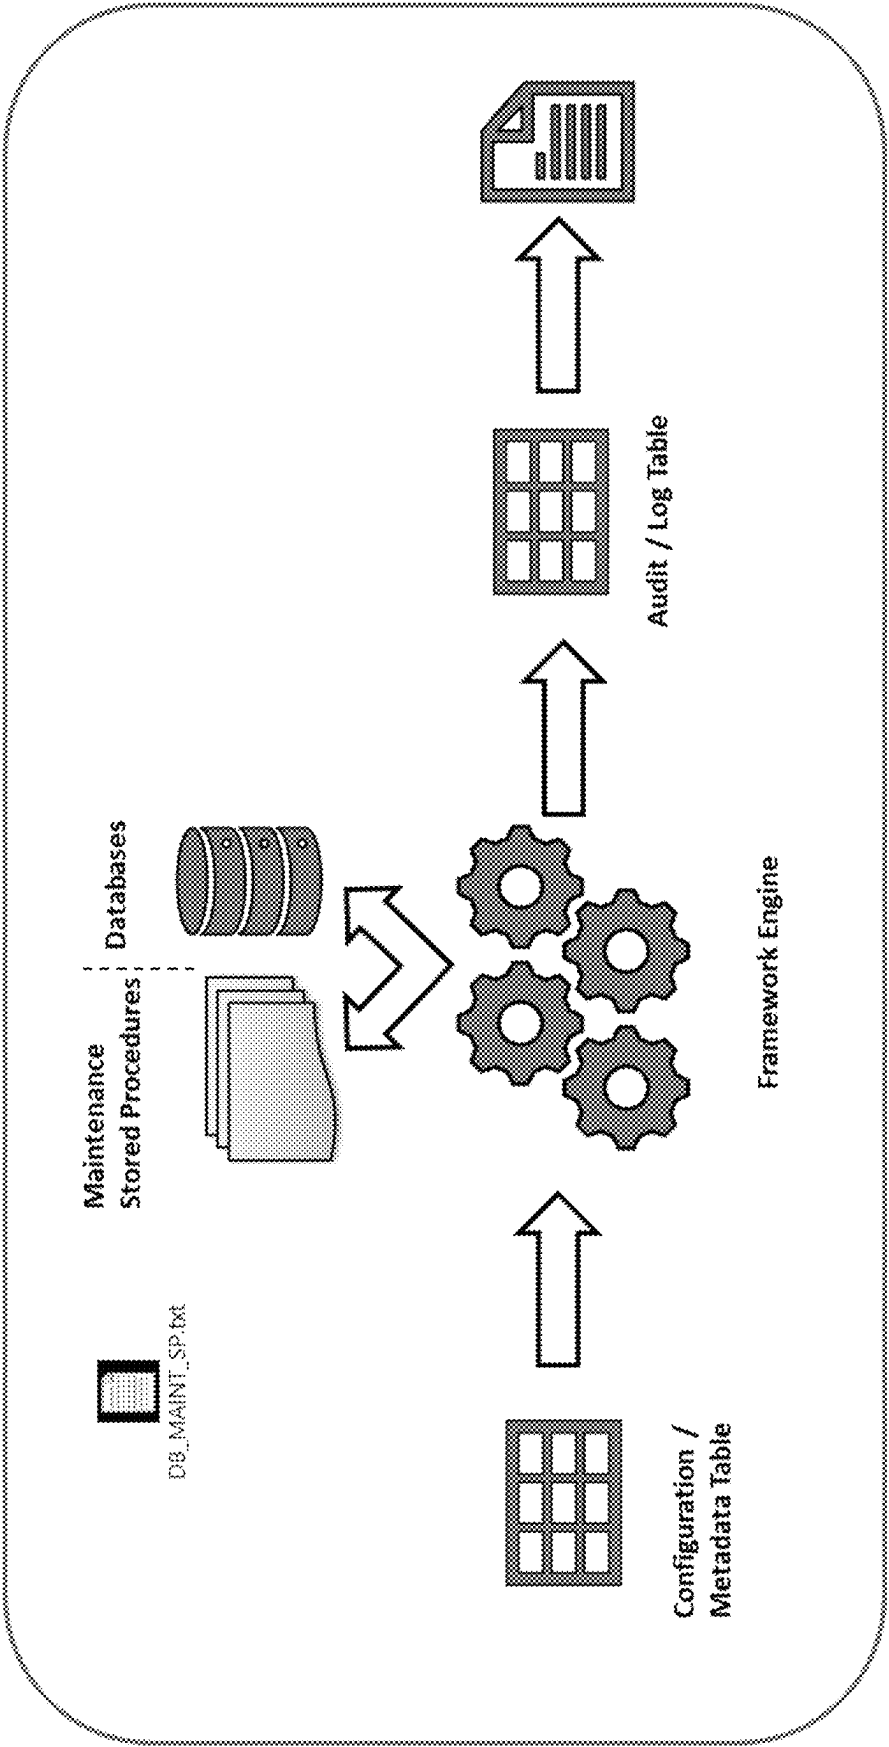 DB_MAINT_SP.txt
Maintenance
Stored Procedures
Databases
Configuration /
Metadata Table
Framework Engine
Audit / Log Table